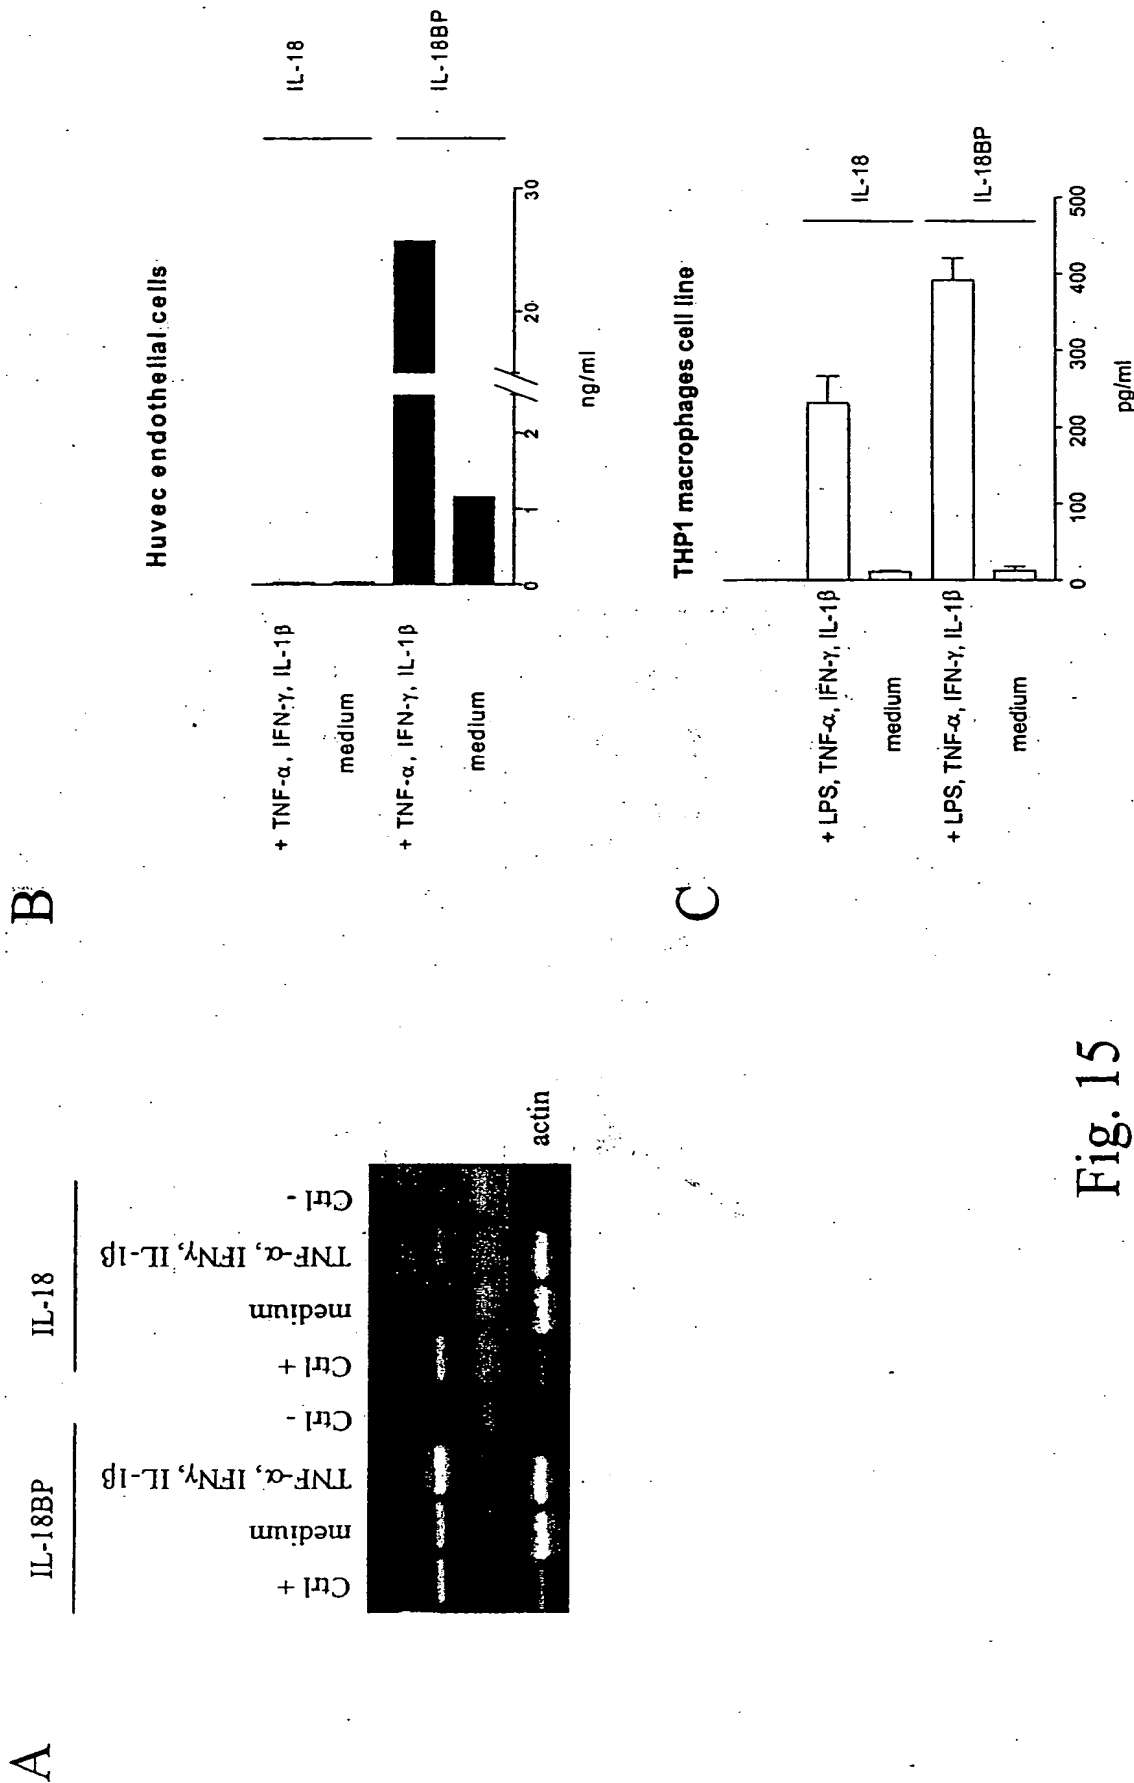 A
IL-18BP
IL-18
Ctrl +
medium
TNF-α, IFNγ, IL-1β
Ctrl -
Ctrl +
medium
TNF-α, IFNγ, IL-1β
Ctrl -
actin
B
Huvec endothelial cells
+ TNF-α, IFN-γ, IL-1β
medium
+ TNF-α, IFN-γ, IL-1β
medium
IL-18
IL-18BP
0
1
2
20
30
ng/ml
C
THP1 macrophages cell line
+ LPS, TNF-α, IFN-γ, IL-1β
medium
+ LPS, TNF-α, IFN-γ, IL-1β
medium
IL-18
IL-18BP
0
100
200
300
400
500
pg/ml
Fig. 15